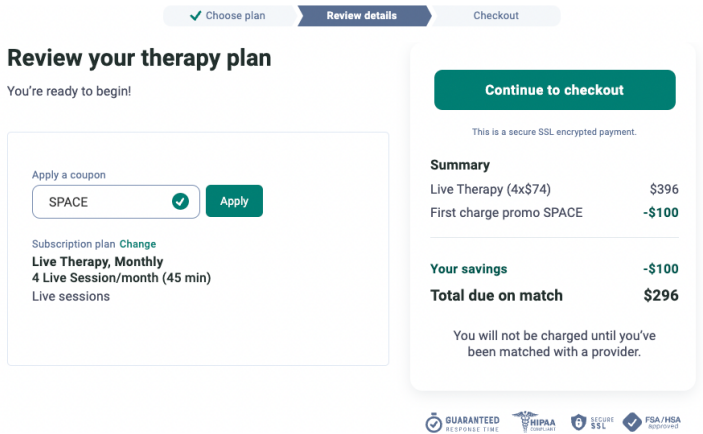 Choose plan
Review details
Checkout
Review your therapy plan
You're ready to begin!
Apply a coupon
SPACE
Apply
Subscription plan Change
Live Therapy, Monthly
4 Live Session/month (45 min)
Live sessions
Continue to checkout
This is a secure SSL encrypted payment.
Summary
Live Therapy (4x$74) $396
First charge promo SPACE -$100
Your savings -$100
Total due on match $296
You will not be charged until you've
been matched with a provider.
GUARANTEED
RESPONSE TIME
HIPAA
COMPLIANT
SECURE
SSL
FSA/HSA
Approved